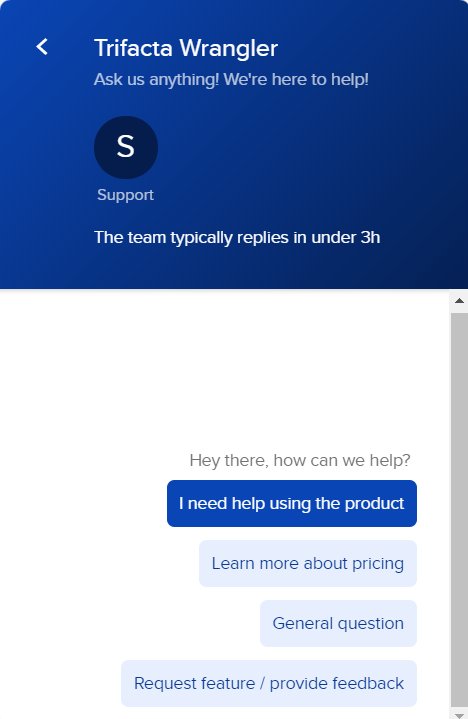 Trifacta Wrangler
Ask us anything! We're here to help!
S
Support
The team typically replies in under 3h
Hey there, how can we help?
I need help using the product
Learn more about pricing
General question
Request feature / provide feedback